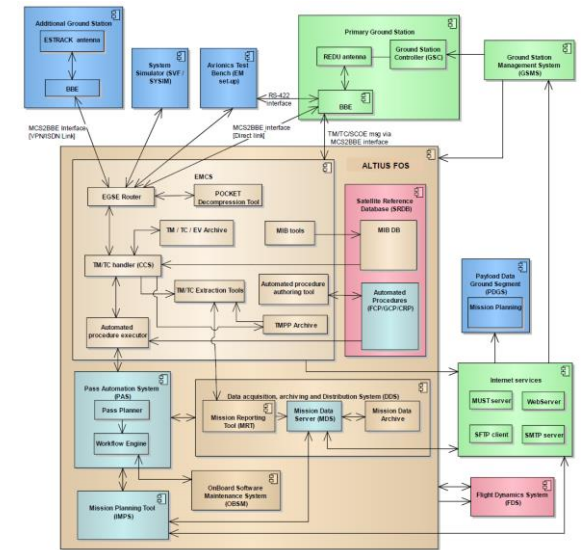 Additional Ground Station
ESTRACK antenna
BBE
System
Simulator (SVF /
SYSIM)
Avionics Test
Bench (EM
set-up)
Primary Ground Station
REDU antenna
Ground Station
Controller (GSC)
BBE
Ground Station
Management System
(GSMS)
RS-422
interface
MCS2BBE interface
[VPN/ISDN Link]
MCS2BBE interface
[Direct link]
TM/TC/SCOE msg via
MCS2BBE interface
ALTIUS FOS
EMCS
EGSE Router
POCKET
Decompression Tool
Satellite Reference
Database (SRDB)
TM / TC / EV Archive
MIB tools
MIB DB
TM/TC handler (CCS)
TM/TC Extraction Tools
Automated procedure
authoring tool
Automated
Procedures
(FCP/GCP/CRP)
TMPP Archive
Automated
procedure executor
Payload Data
Ground Segment
(PDGS)
Mission Planning
Pass Automation System
(PAS)
Pass Planner
Workflow Engine
Data acquisition, archiving and Distribution System (DDS)
Mission Reporting
Tool (MRT)
Mission Data
Server (MDS)
Mission Data
Archive
Internet services
MUST server
WebServer
SFTP client
SMTP server
OnBoard Software
Maintenance System
(OBSM)
Mission Planning Tool
(IMPS)
Flight Dynamics System
(FDS)